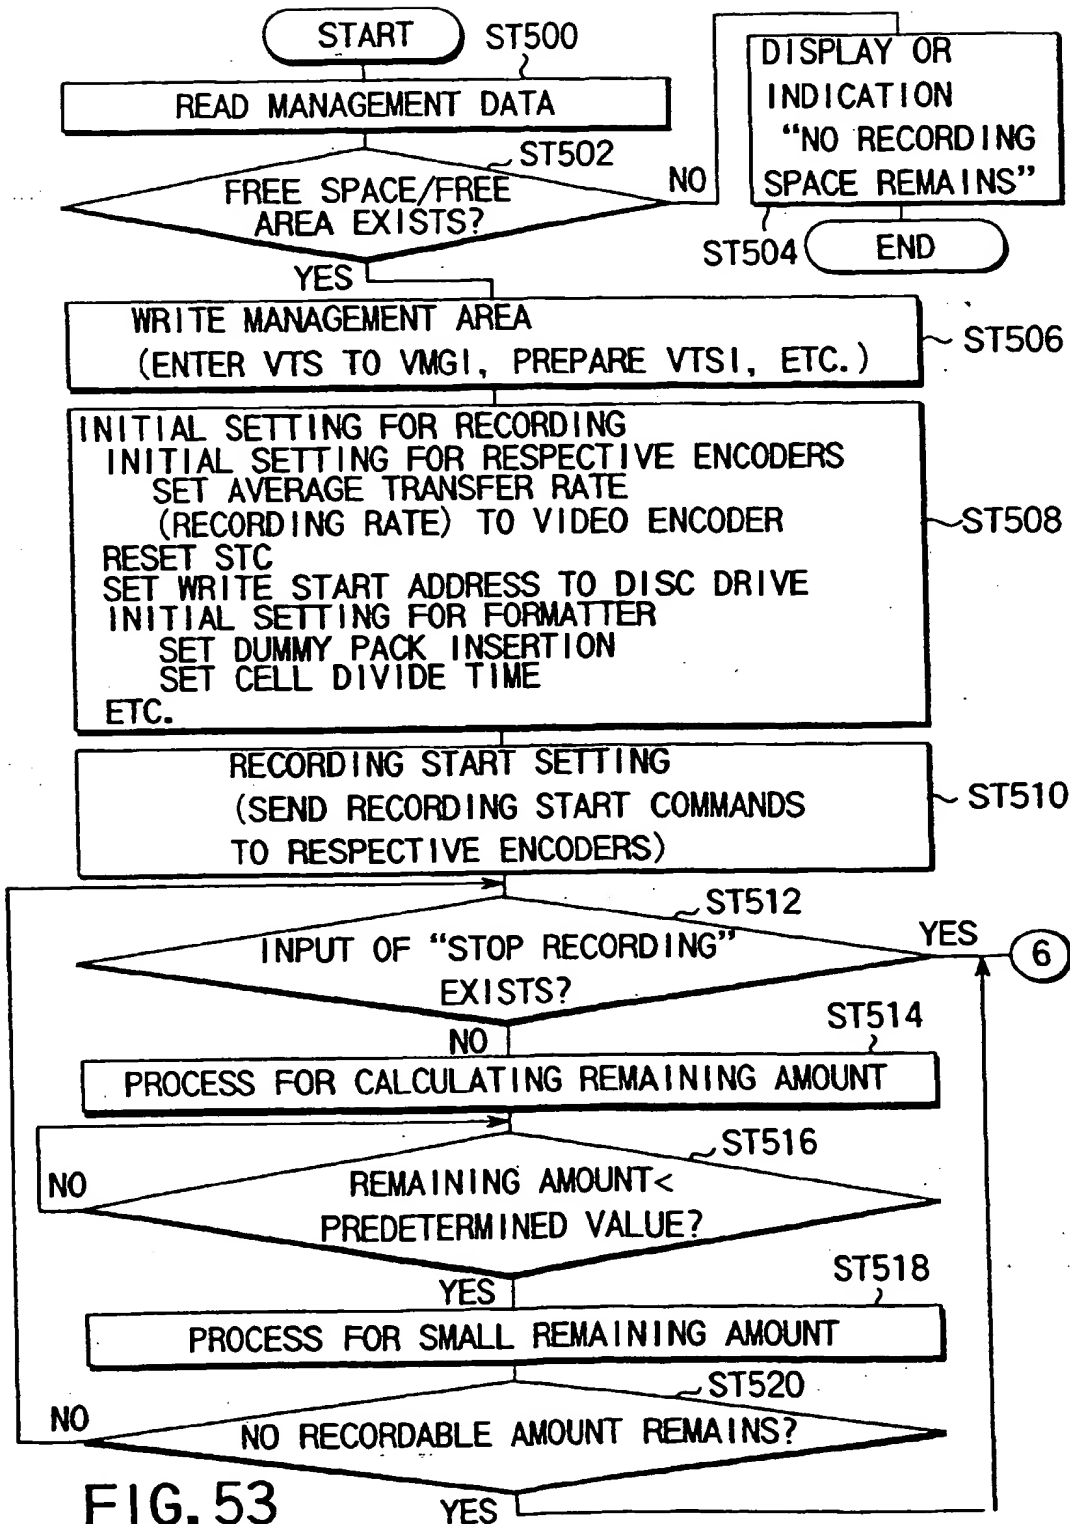 START
ST500
READ MANAGEMENT DATA
ST502
FREE SPACE/FREE
AREA EXISTS?
NO
DISPLAY OR
INDICATION
“NO RECORDING
SPACE REMAINS”
ST504
END
YES
WRITE MANAGEMENT AREA
(ENTER VTS TO VMGI, PREPARE VTSI, ETC.)
ST506
INITIAL SETTING FOR RECORDING
INITIAL SETTING FOR RESPECTIVE ENCODERS
SET AVERAGE TRANSFER RATE
(RECORDING RATE) TO VIDEO ENCODER
RESET STC
SET WRITE START ADDRESS TO DISC DRIVE
INITIAL SETTING FOR FORMATTER
SET DUMMY PACK INSERTION
SET CELL DIVIDE TIME
ETC.
ST508
RECORDING START SETTING
(SEND RECORDING START COMMANDS
TO RESPECTIVE ENCODERS)
ST510
ST512
INPUT OF “STOP RECORDING”
EXISTS?
YES
6
NO
ST514
PROCESS FOR CALCULATING REMAINING AMOUNT
ST516
NO
REMAINING AMOUNT<
PREDETERMINED VALUE?
YES
ST518
PROCESS FOR SMALL REMAINING AMOUNT
ST520
NO
NO RECORDABLE AMOUNT REMAINS?
YES
FIG. 53